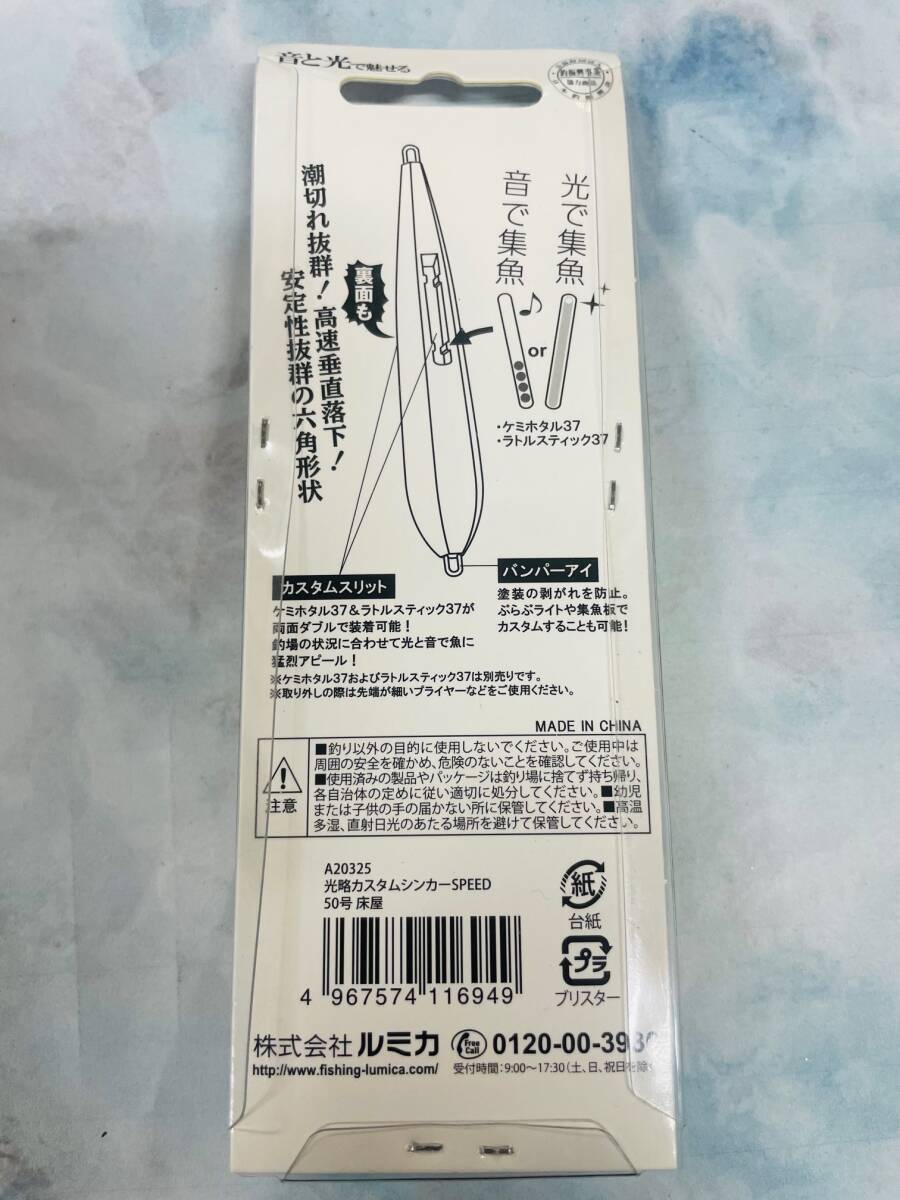 音と光で魅せる
釣振興事業
協力商品
潮切れ抜群！高速垂直落下！
安定性抜群の六角形状
裏面も
音で集魚
光で集魚
or
・ケミホタル37
・ラトルスティック37
カスタムスリット
ケミホタル37&ラトルスティック37が
両面ダブルで装着可能！
釣場の状況に合わせて光と音で魚に
猛烈アピール！
バンパーアイ
塗装の剥がれを防止。
ぶらぶらライトや集魚板で
カスタムすることも可能！
※ケミホタル37およびラトルスティック37は別売りです。
※取り外しの際は先端が細いプライヤーなどをご使用ください。
MADE IN CHINA
注意
■釣り以外の目的に使用しないでください。ご使用中は
周囲の安全を確かめ、危険のないことを確認してください。
■使用済みの製品やパッケージは釣り場に捨てず持ち帰り、
各自治体の定めに従い適切に処分してください。■幼児
または子供の手の届かない所に保管してください。■高温
多湿、直射日光のあたる場所を避けて保管してください。
A20325
光略カスタムシンカーSPEED
50号 床屋
4 967574 116949
紙
台紙
プラ
ブリスター
株式会社 ルミカ Free Call 0120-00-393
http://www.fishing-lumica.com/ 受付時間：9:00〜17:30（土、日、祝日を除